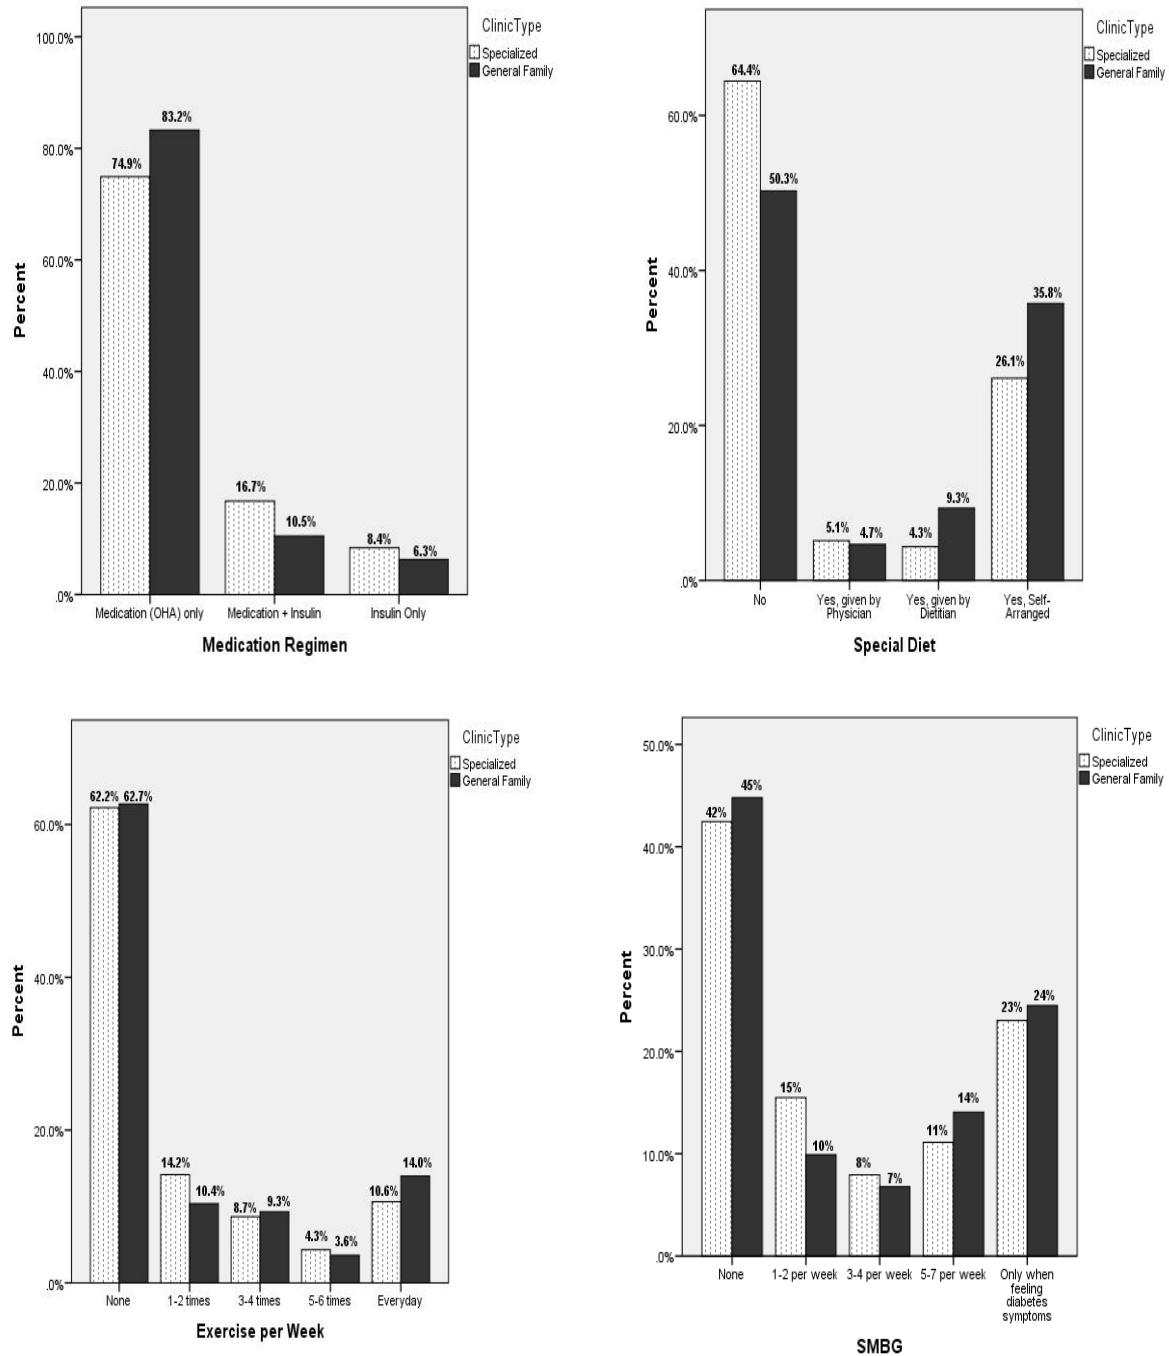 100.0%
80.0%
60.0%
40.0%
20.0%
.0%
Percent
74.9%
83.2%
16.7%
10.5%
8.4%
6.3%
Medication (OHA) only
Medication + Insulin
Insulin Only
Medication Regimen
ClinicType
Specialized
General Family
60.0%
40.0%
20.0%
.0%
Percent
64.4%
50.3%
5.1%
4.7%
4.3%
9.3%
26.1%
35.8%
No
Yes, given by
Physician
Yes, given by
Dietitian
Yes, Self-
Arranged
Special Diet
ClinicType
Specialized
General Family
60.0%
40.0%
20.0%
.0%
Percent
62.2%
62.7%
14.2%
10.4%
8.7%
9.3%
4.3%
3.6%
10.6%
14.0%
None
1-2 times
3-4 times
5-6 times
Everyday
Exercise per Week
ClinicType
Specialized
General Family
50.0%
40.0%
30.0%
20.0%
10.0%
.0%
Percent
42%
45%
15%
10%
8%
7%
11%
14%
23%
24%
None
1-2 per week
3-4 per week
5-7 per week
Only when
feeling
diabetes
symptoms
SMBG
ClinicType
Specialized
General Family